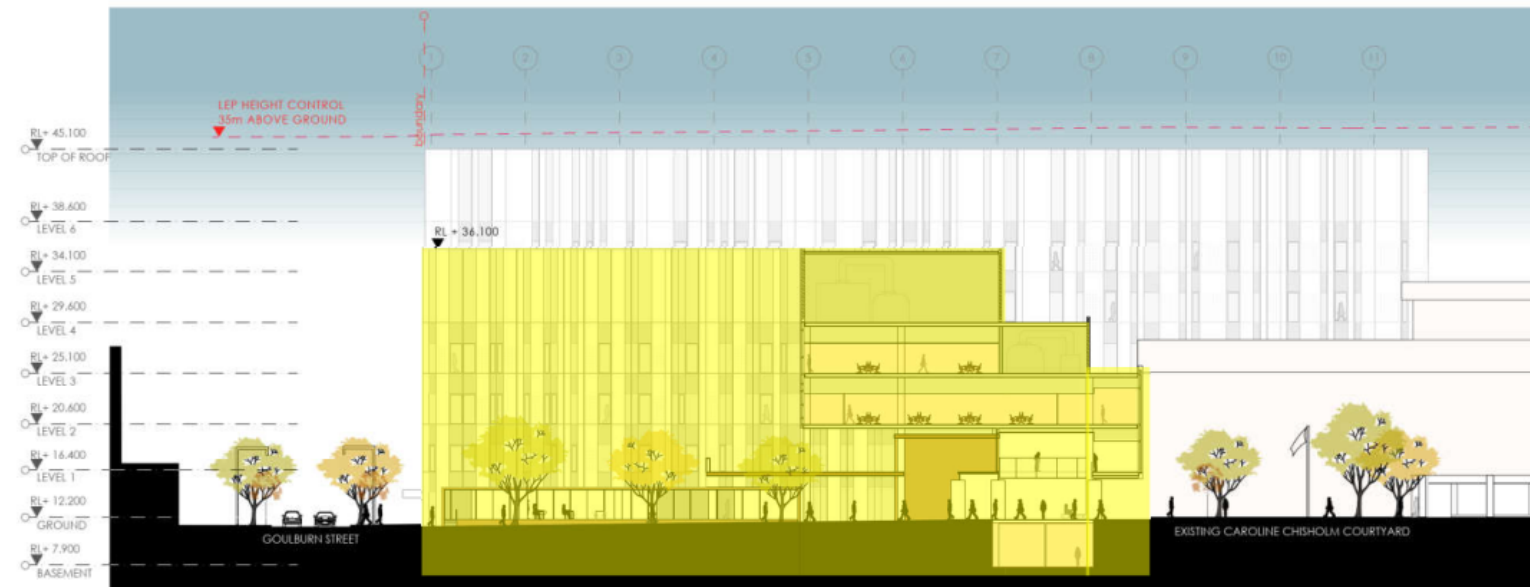 1 2 3 4 5 6 7 8 9 10 11
LEP HEIGHT CONTROL
35m ABOVE GROUND
boundary
RL+ 45.100
TOP OF ROOF
RL+ 38.600
LEVEL 6
RL + 36.100
RL+ 34.100
LEVEL 5
RL+ 29.600
LEVEL 4
RL+ 25.100
LEVEL 3
RL+ 20.600
LEVEL 2
RL+ 16.400
LEVEL 1
RL+ 12.200
GROUND
GOULBURN STREET
EXISTING CAROLINE CHISHOLM COURTYARD
RL+ 7.900
BASEMENT